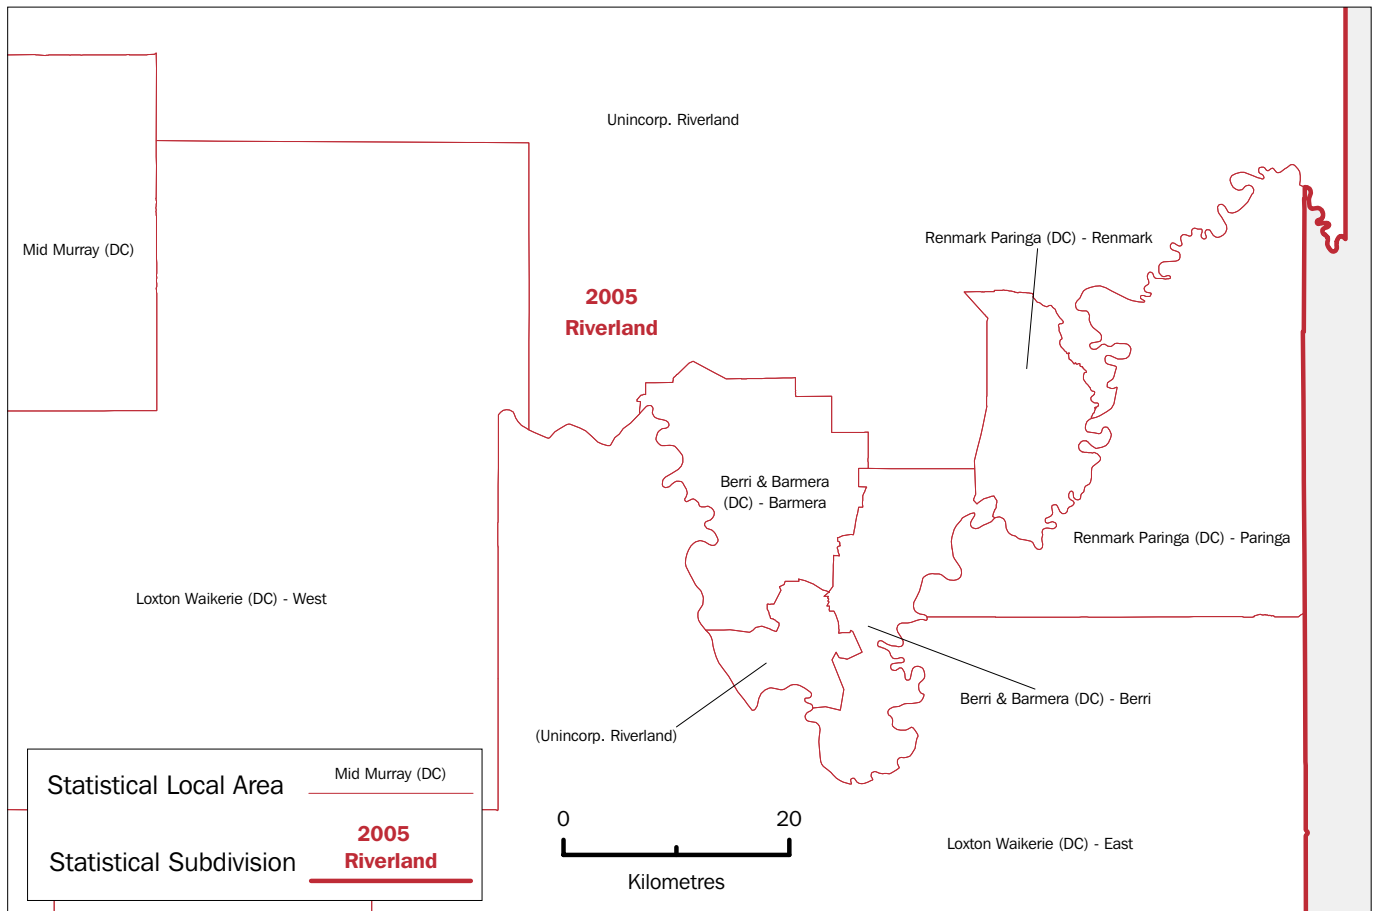 Unincorp. Riverland
Renmark Paringa (DC) - Renmark
Mid Murray (DC)
2005
Riverland
Berri & Barmera
(DC) - Barmera
Renmark Paringa (DC) - Paringa
Loxton Waikerie (DC) - West
Berri & Barmera (DC) - Berri
(Unincorp. Riverland)
Loxton Waikerie (DC) - East
Statistical Local Area
Mid Murray (DC)
Statistical Subdivision
2005
Riverland
0 20
Kilometres